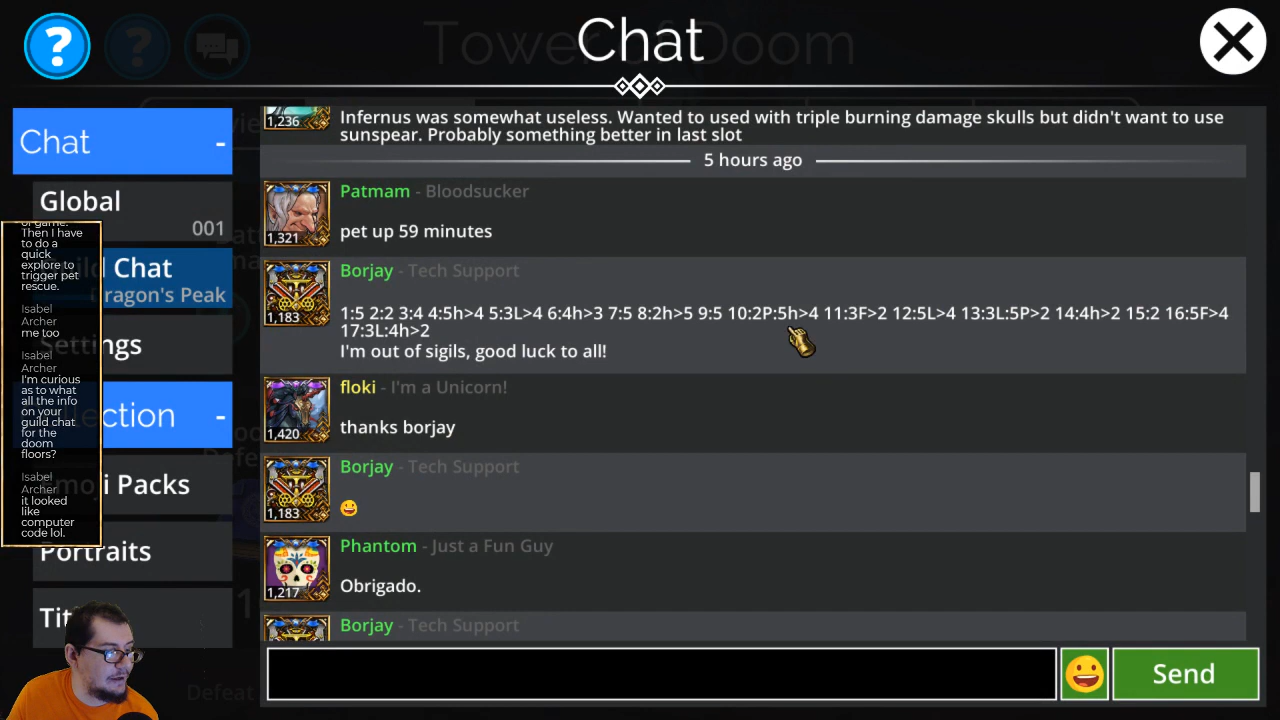 Tower of Doom
Chat
Chat -
Global
001
Guild Chat
Dragon's Peak
Settings
Collection -
Emoji Packs
Portraits
of game.
Then I have
to do a
quick
explore to
trigger pet
rescue.
Isabel
Archer
me too
Isabel
Archer
I'm curious
as to what
all the info
on your
guild chat
for the
doom
floors?
Isabel
Archer
it looked
like
computer
code lol.
1,236
Infernus was somewhat useless. Wanted to used with triple burning damage skulls but didn't want to use
sunspear. Probably something better in last slot
5 hours ago
Patmam - Bloodsucker
1,321
pet up 59 minutes
Borjay - Tech Support
1,183
1:5 2:2 3:4 4:5h>4 5:3L>4 6:4h>3 7:5 8:2h>5 9:5 10:2P:5h>4 11:3F>2 12:5L>4 13:3L:5P>2 14:4h>2 15:2 16:5F>4
17:3L:4h>2
I'm out of sigils, good luck to all!
floki - I'm a Unicorn!
1,420
thanks borjay
Borjay - Tech Support
1,183
Phantom - Just a Fun Guy
1,217
Obrigado.
Borjay - Tech Support
Defeat
Send